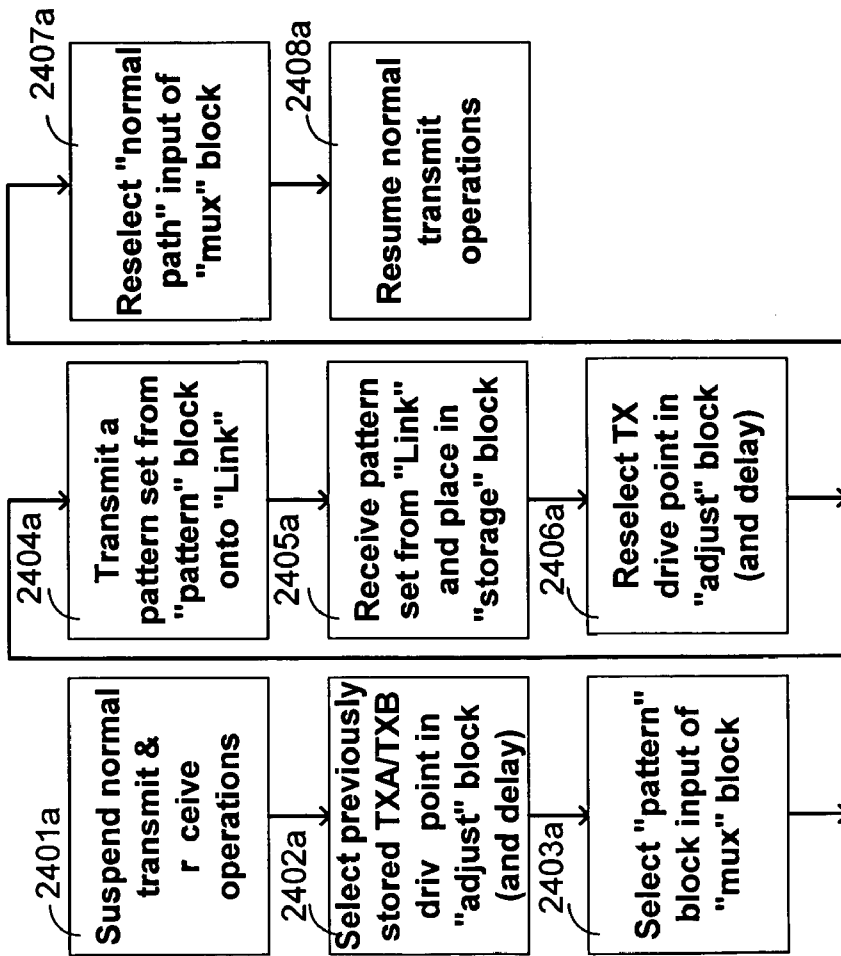 2401a
Suspend normal
transmit &
r ceive
operations
2402a
Select previously
stored TXA/TXB
driv point in
"adjust" block
(and delay)
2403a
Select "pattern"
block input of
"mux" block
2404a
Transmit a
pattern set from
"pattern" block
onto "Link"
2405a
Receive pattern
set from "Link"
and place in
"storage" block
2406a
Reselect TX
drive point in
"adjust" block
(and delay)
2407a
Reselect "normal
path" input of
"mux" block
2408a
Resume normal
transmit
operations